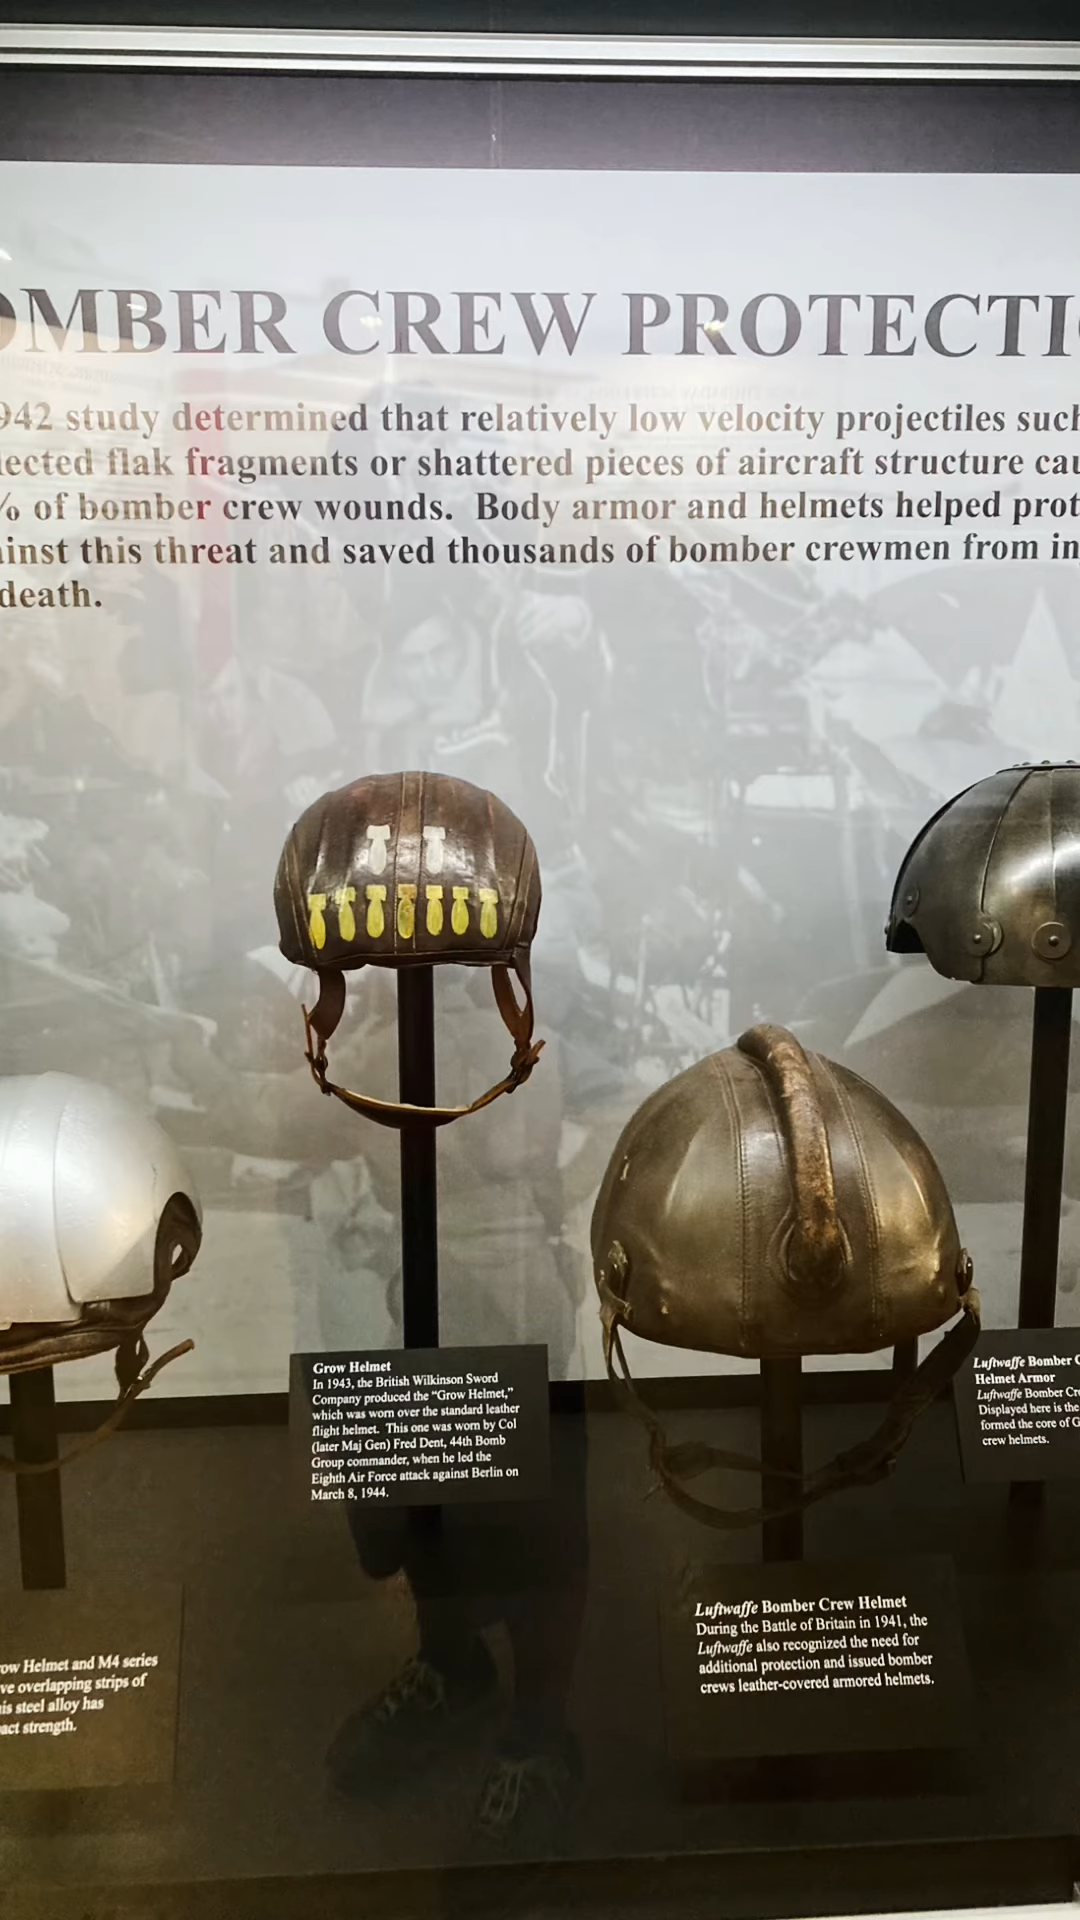 OMBER CREW PROTECTI
942 study determined that relatively low velocity projectiles such
lected flak fragments or shattered pieces of aircraft structure cau
% of bomber crew wounds. Body armor and helmets helped prot
ainst this threat and saved thousands of bomber crewmen from in
death.
Grow Helmet
In 1943, the British Wilkinson Sword
Company produced the “Grow Helmet,”
which was worn over the standard leather
flight helmet. This one was worn by Col
(later Maj Gen) Fred Dent, 44th Bomb
Group commander, when he led the
Eighth Air Force attack against Berlin on
March 8, 1944.
Luftwaffe Bomber C
Helmet Armor
Luftwaffe Bomber Cre
Displayed here is the
formed the core of G
crew helmets.
Luftwaffe Bomber Crew Helmet
During the Battle of Britain in 1941, the
Luftwaffe also recognized the need for
additional protection and issued bomber
crews leather-covered armored helmets.
ow Helmet and M4 series
ve overlapping strips of
is steel alloy has
act strength.